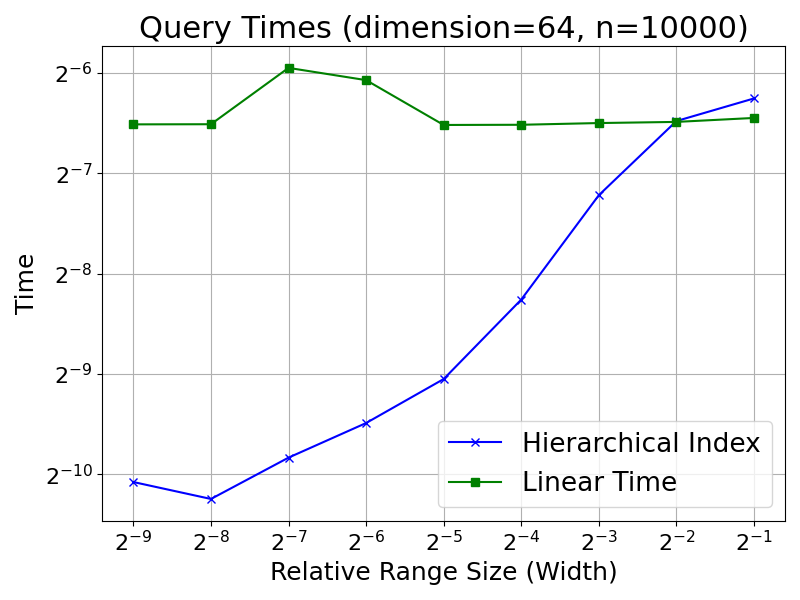 Query Times (dimension=64, n=10000)
Time
2⁻⁶
2⁻⁷
2⁻⁸
2⁻⁹
2⁻¹⁰
Hierarchical Index
Linear Time
2⁻⁹ 2⁻⁸ 2⁻⁷ 2⁻⁶ 2⁻⁵ 2⁻⁴ 2⁻³ 2⁻² 2⁻¹
Relative Range Size (Width)